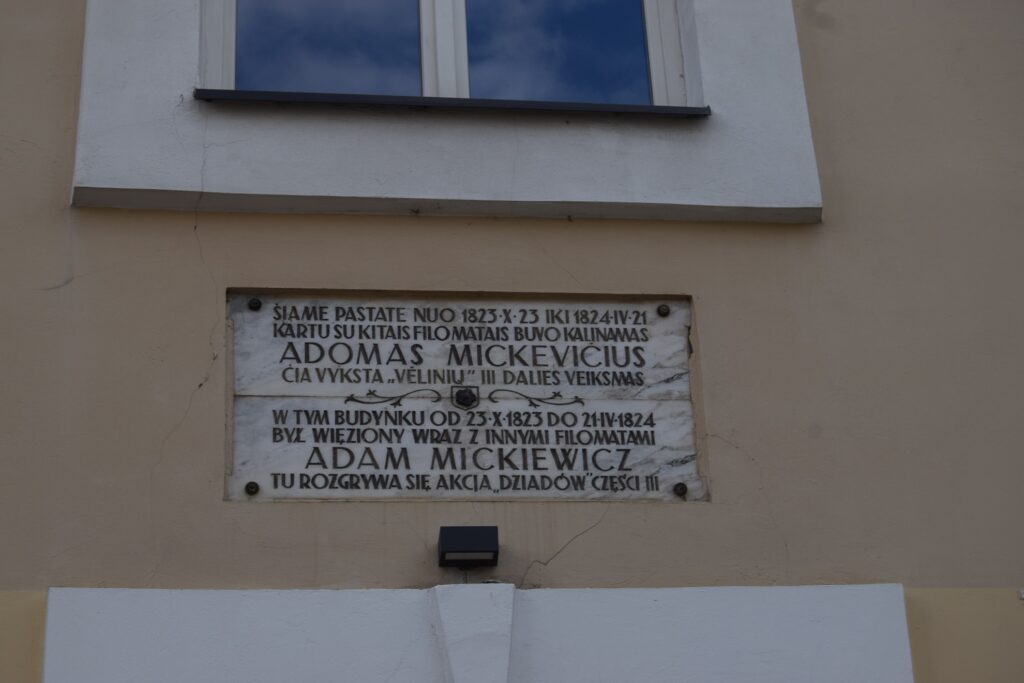 ŠIAME PASTATE NUO 1823·X·23 IKI 1824·IV·21
KARTU SU KITAIS FILOMATAIS BUVO KALINAMAS
ADOMAS MICKEVIČIUS
ČIA VYKSTA „VĖLINIŲ” III DALIES VEIKSMAS
W TYM BUDYŃKU OD 23·X·1823 DO 21·IV·1824
BYŁ WIĘZIONY WRAZ Z INNYMI FILOMATAMI
ADAM MICKIEWICZ
TU ROZGRYWA SIĘ AKCJA „DZIADÓW” CZĘŚCI III